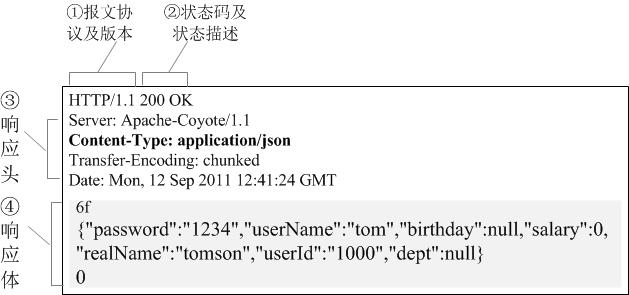 ①报文协
议及版本
②状态码及
状态描述
③
响
应
头
HTTP/1.1 200 OK
Server: Apache-Coyote/1.1
Content-Type: application/json
Transfer-Encoding: chunked
Date: Mon, 12 Sep 2011 12:41:24 GMT
④
响
应
体
6f
{"password":"1234","userName":"tom","birthday":null,"salary":0,
"realName":"tomson","userId":"1000","dept":null}
0